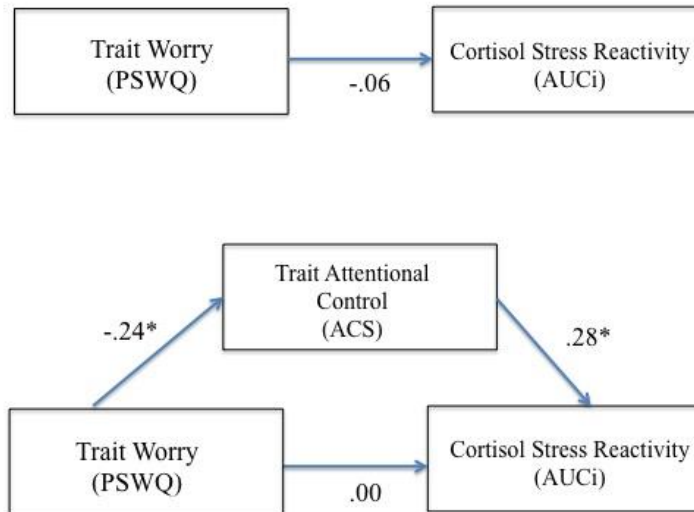 Trait Worry
(PSWQ)
-.06
Cortisol Stress Reactivity
(AUCi)
Trait Attentional
Control
(ACS)
-.24*
.28*
Trait Worry
(PSWQ)
.00
Cortisol Stress Reactivity
(AUCi)